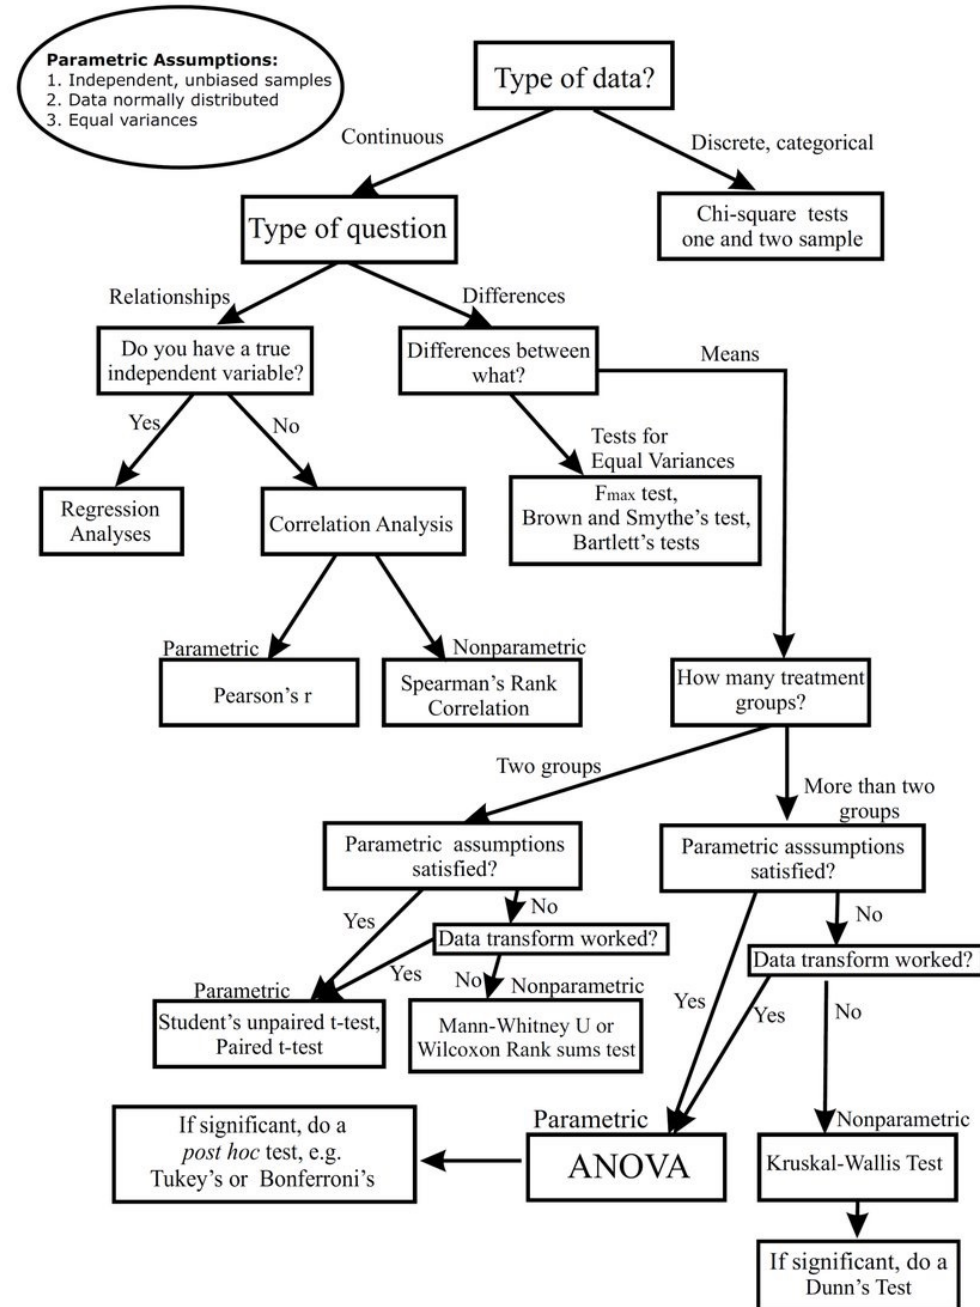 Parametric Assumptions:
1. Independent, unbiased samples
2. Data normally distributed
3. Equal variances
Type of data?
Continuous
Discrete, categorical
Type of question
Chi-square tests
one and two sample
Relationships
Differences
Do you have a true
independent variable?
Differences between
what?
Means
Yes
No
Tests for
Equal Variances
Regression
Analyses
Correlation Analysis
Fmax test,
Brown and Smythe's test,
Bartlett's tests
Parametric
Nonparametric
Pearson's r
Spearman's Rank
Correlation
How many treatment
groups?
Two groups
More than two
groups
Parametric assumptions
satisfied?
Parametric asssumptions
satisfied?
Yes
No
No
Data transform worked?
Data transform worked?
Yes
No
Parametric
Nonparametric
Yes
Yes
No
Student's unpaired t-test,
Paired t-test
Mann-Whitney U or
Wilcoxon Rank sums test
If significant, do a
post hoc test, e.g.
Tukey's or Bonferroni's
Parametric
ANOVA
Nonparametric
Kruskal-Wallis Test
If significant, do a
Dunn's Test